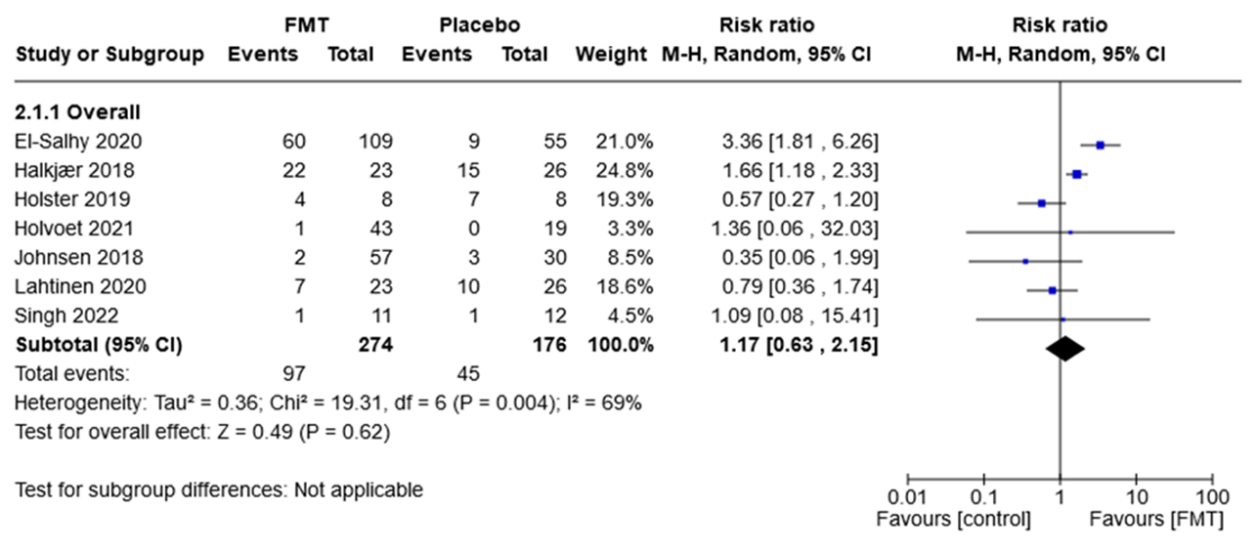 FMT Placebo Risk ratio Risk ratio
Study or Subgroup Events Total Events Total Weight M-H, Random, 95% CI M-H, Random, 95% CI
2.1.1 Overall
El-Salhy 2020 60 109 9 55 21.0% 3.36 [1.81 , 6.26]
Halkjær 2018 22 23 15 26 24.8% 1.66 [1.18 , 2.33]
Holster 2019 4 8 7 8 19.3% 0.57 [0.27 , 1.20]
Holvoet 2021 1 43 0 19 3.3% 1.36 [0.06 , 32.03]
Johnsen 2018 2 57 3 30 8.5% 0.35 [0.06 , 1.99]
Lahtinen 2020 7 23 10 26 18.6% 0.79 [0.36 , 1.74]
Singh 2022 1 11 1 12 4.5% 1.09 [0.08 , 15.41]
Subtotal (95% CI) 274 176 100.0% 1.17 [0.63 , 2.15]
Total events: 97 45
Heterogeneity: Tau² = 0.36; Chi² = 19.31, df = 6 (P = 0.004); I² = 69%
Test for overall effect: Z = 0.49 (P = 0.62)
Test for subgroup differences: Not applicable
0.01 0.1 1 10 100
Favours [control] Favours [FMT]